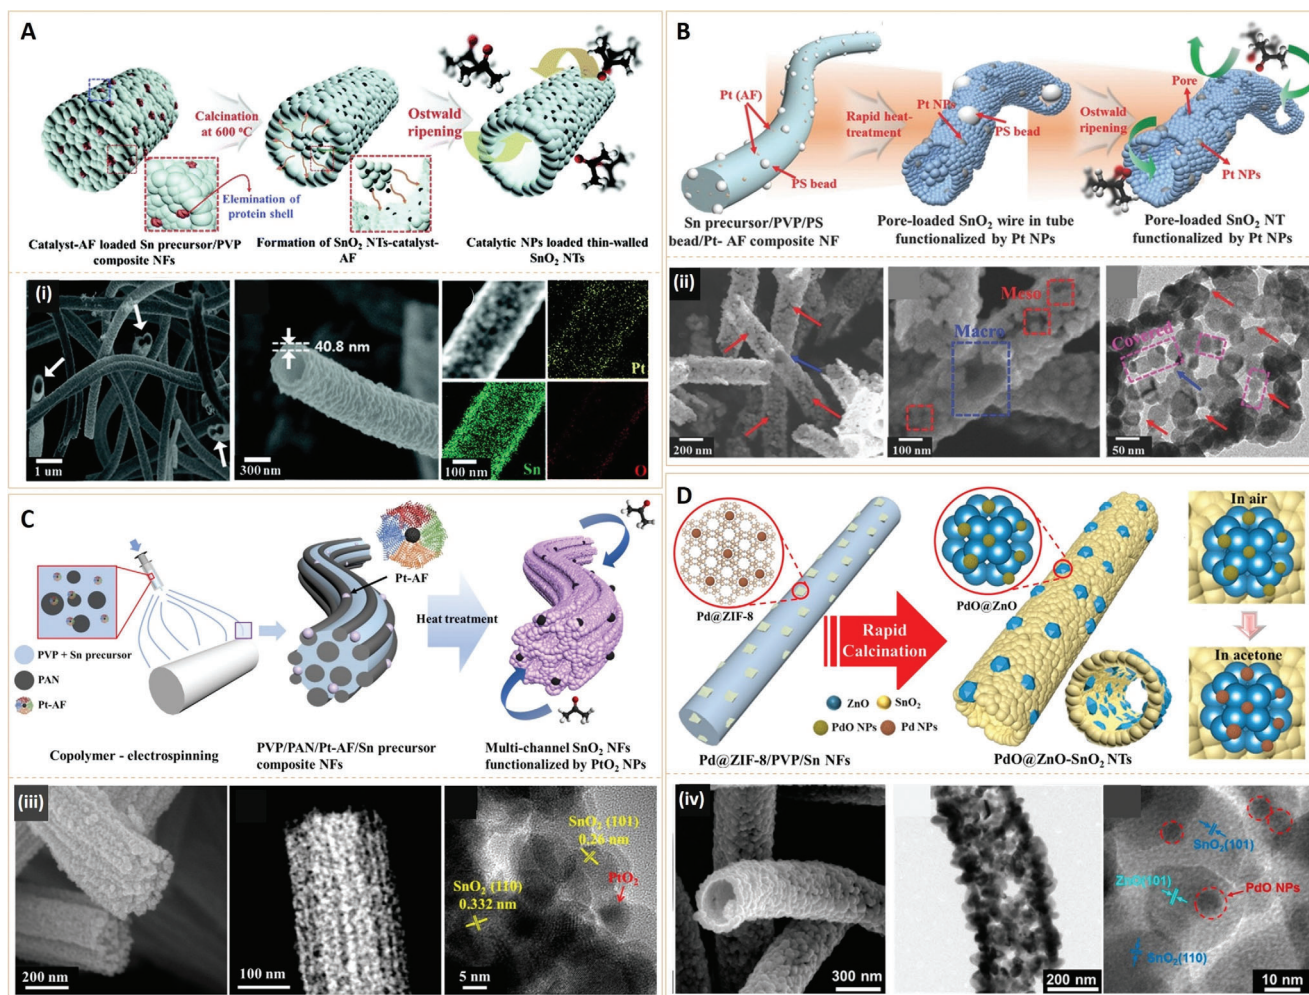 A
Calcination
at 600 °C
Ostwald
ripening
Elemination of
protein shell
Catalyst-AF loaded Sn precursor/PVP
composite NFs
Formation of SnO₂ NTs-catalyst-
AF
Catalytic NPs loaded thin-walled
SnO₂ NTs
(i)
1 um
40.8 nm
300 nm
Pt
Sn
100 nm
O
B
Pt (AF)
PS bead
Sn precursor/PVP/PS
bead/Pt- AF composite NF
Rapid heat-
treatment
Pt NPs
PS bead
Pore-loaded SnO₂ wire in tube
functionalized by Pt NPs
Ostwald
ripening
Pore
Pt NPs
Pore-loaded SnO₂ NT
functionalized by Pt NPs
(ii)
200 nm
Meso
Macro
100 nm
Covered
50 nm
C
PVP + Sn precursor
PAN
Pt-AF
Copolymer - electrospinning
Pt-AF
PVP/PAN/Pt-AF/Sn precursor
composite NFs
Heat treatment
Multi-channel SnO₂ NFs
functionalized by PtO₂ NPs
(iii)
200 nm
100 nm
SnO₂ (101)
0.26 nm
PtO₂
SnO₂ (110)
0.332 nm
5 nm
D
Pd@ZIF-8
Pd@ZIF-8/PVP/Sn NFs
Rapid
Calcination
ZnO
SnO₂
PdO NPs
Pd NPs
PdO@ZnO
PdO@ZnO-SnO₂ NTs
In air
In acetone
(iv)
300 nm
200 nm
SnO₂(101)
ZnO(101)
PdO NPs
SnO₂(110)
10 nm